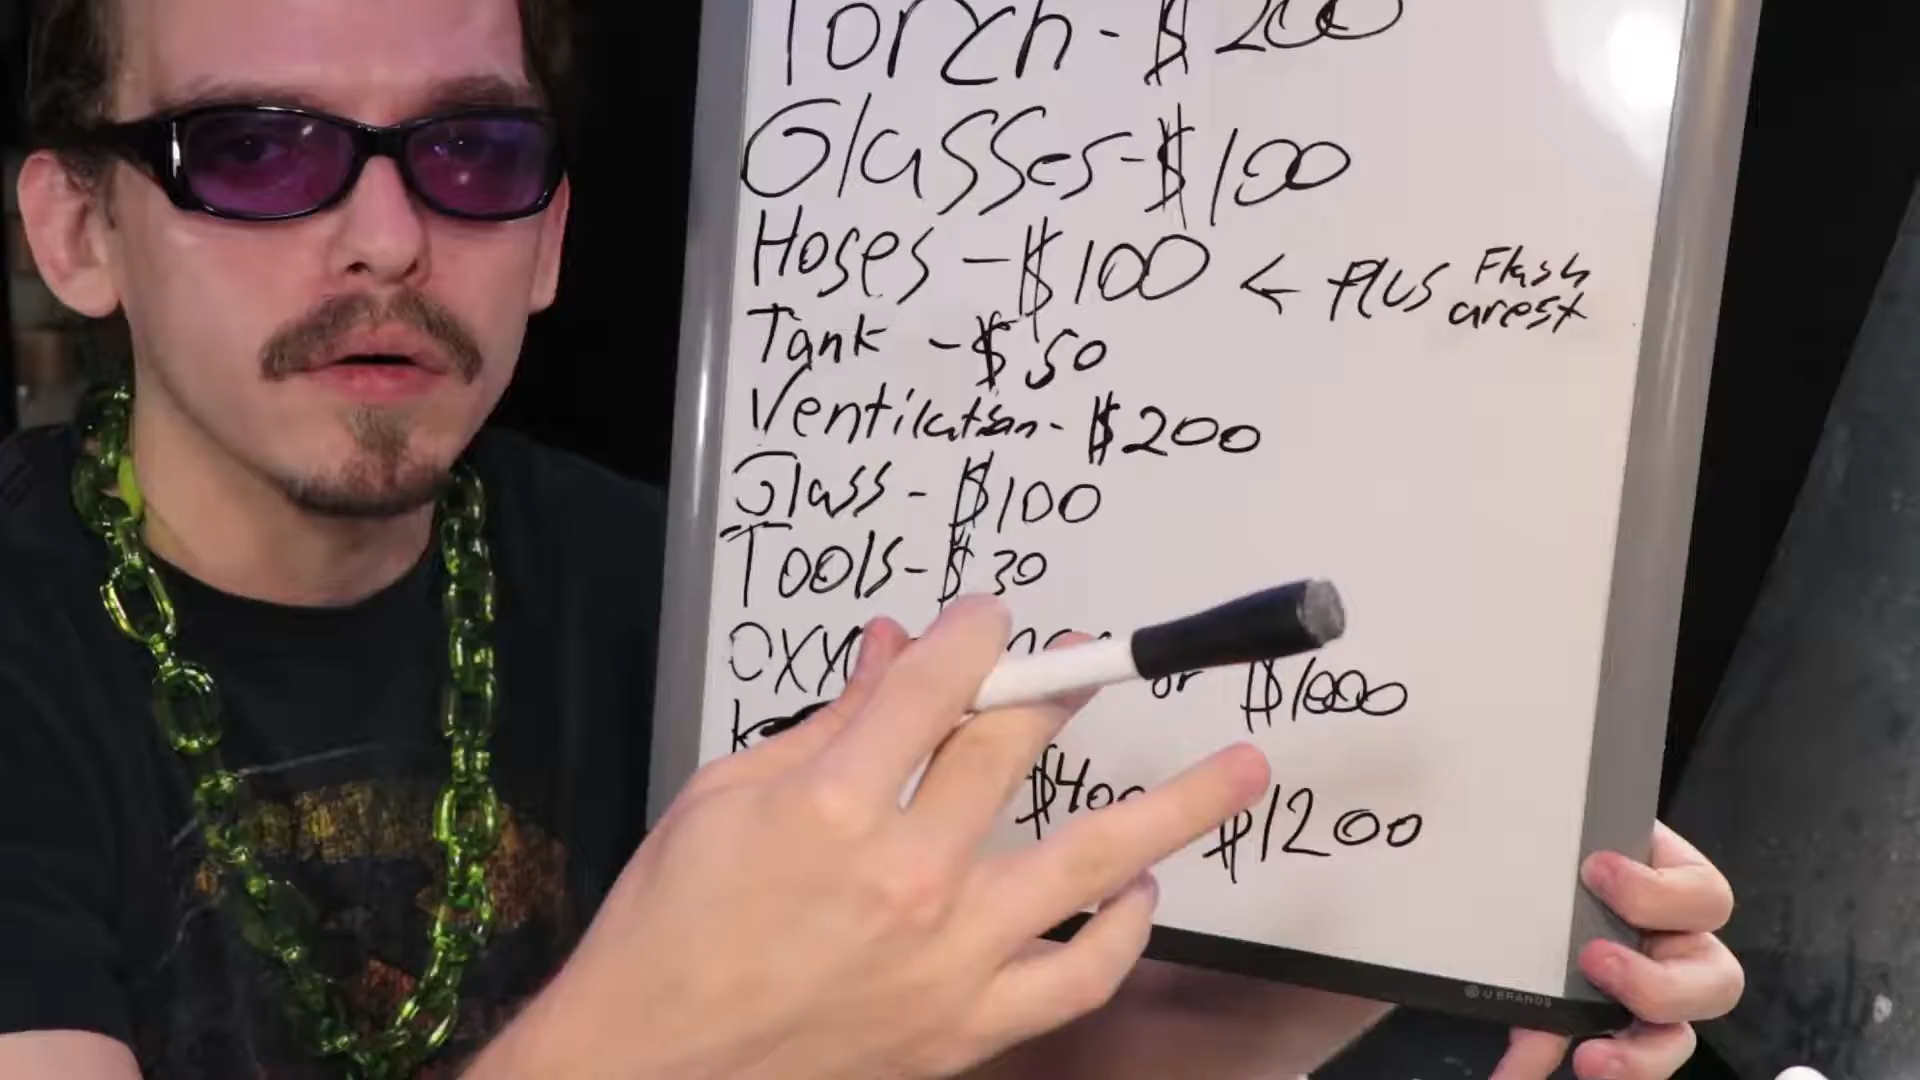 Torch - $200
Glasses - $100
Hoses - $100 ← Plus Flash arest
Tank - $50
Ventilation - $200
Glass - $100
Tools - $30
or $1000
$400
$1200
U BRANDS